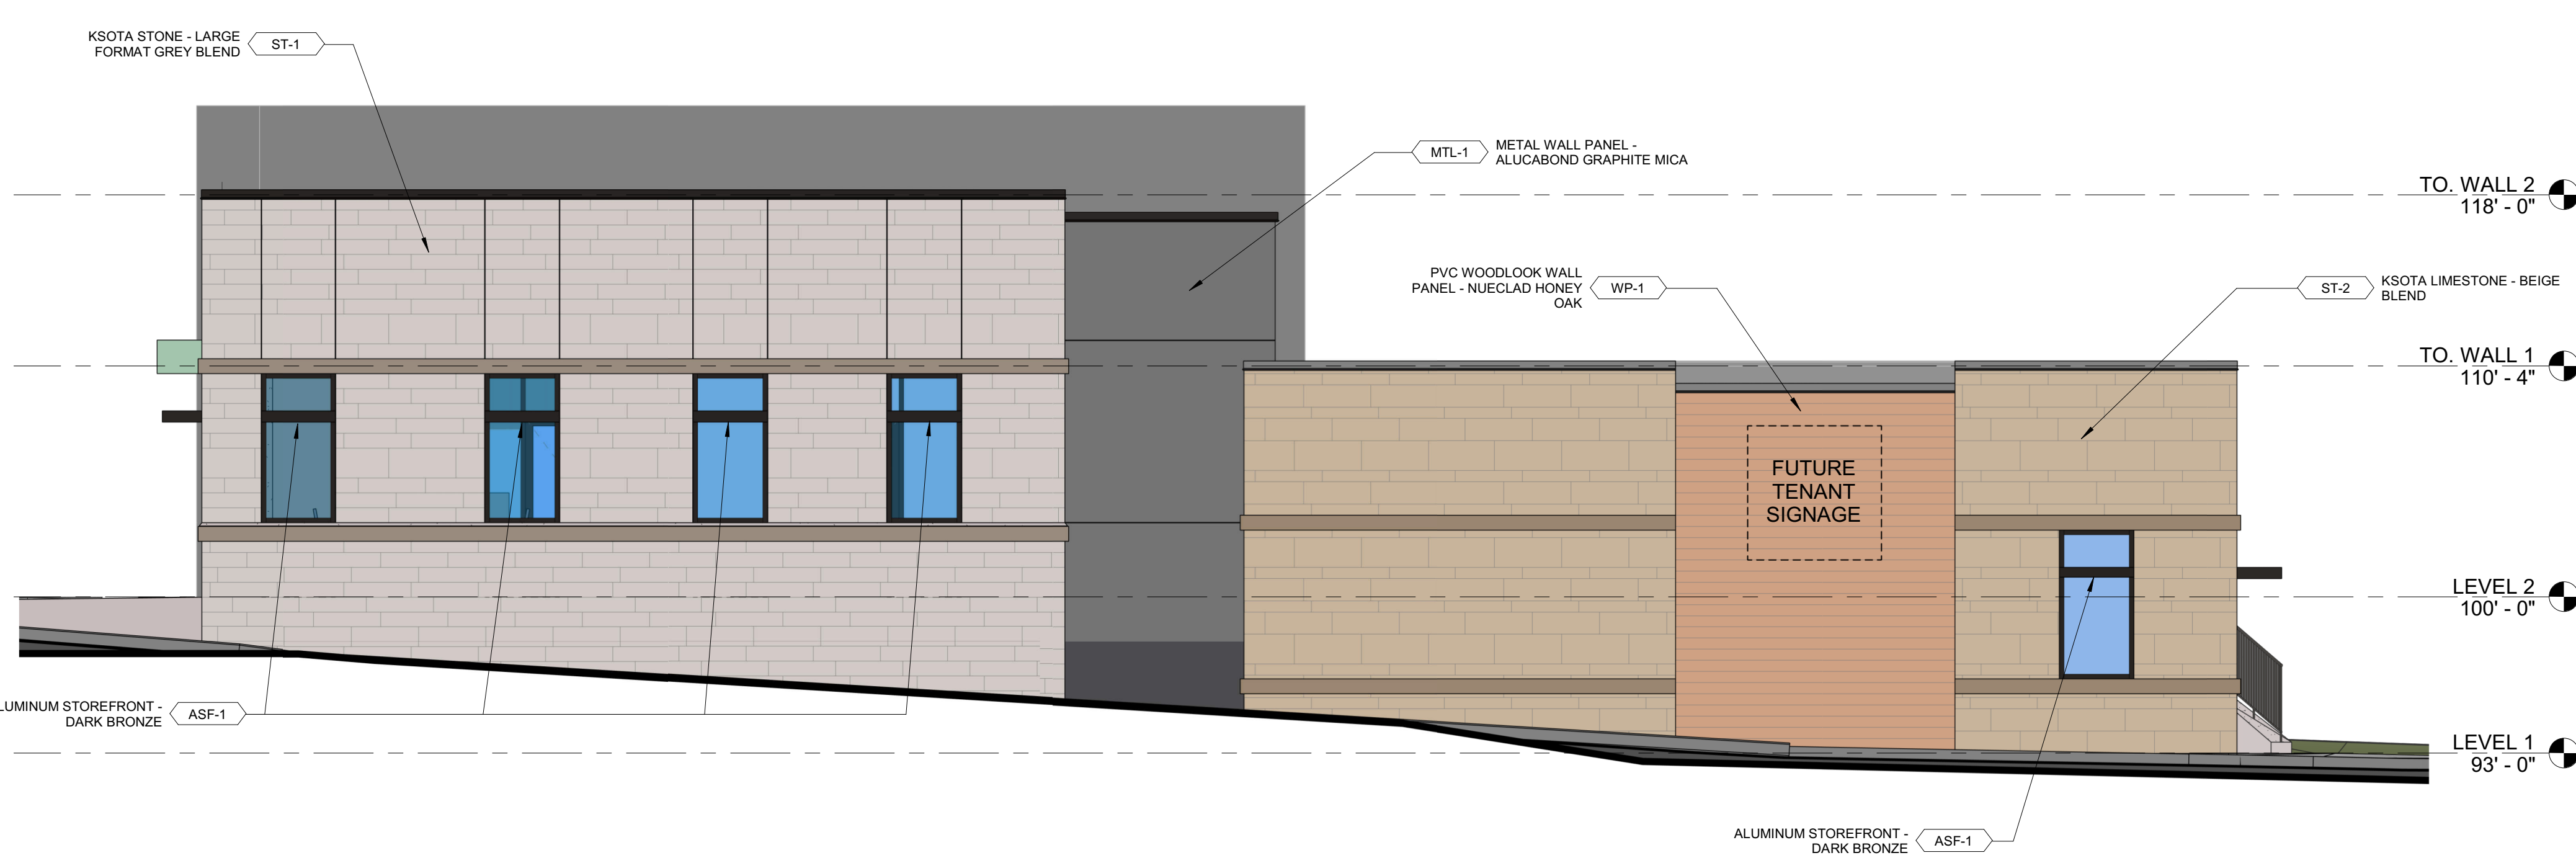 KSOTA STONE - LARGE
FORMAT GREY BLEND
ST-1
MTL-1
METAL WALL PANEL -
ALUCABOND GRAPHITE MICA
TO. WALL 2
118' - 0"
PVC WOODLOOK WALL
PANEL - NUECLAD HONEY
OAK
WP-1
ST-2
KSOTA LIMESTONE - BEIGE
BLEND
TO. WALL 1
110' - 4"
FUTURE
TENANT
SIGNAGE
LEVEL 2
100' - 0"
LUMINUM STOREFRONT -
DARK BRONZE
ASF-1
LEVEL 1
93' - 0"
ALUMINUM STOREFRONT -
DARK BRONZE
ASF-1